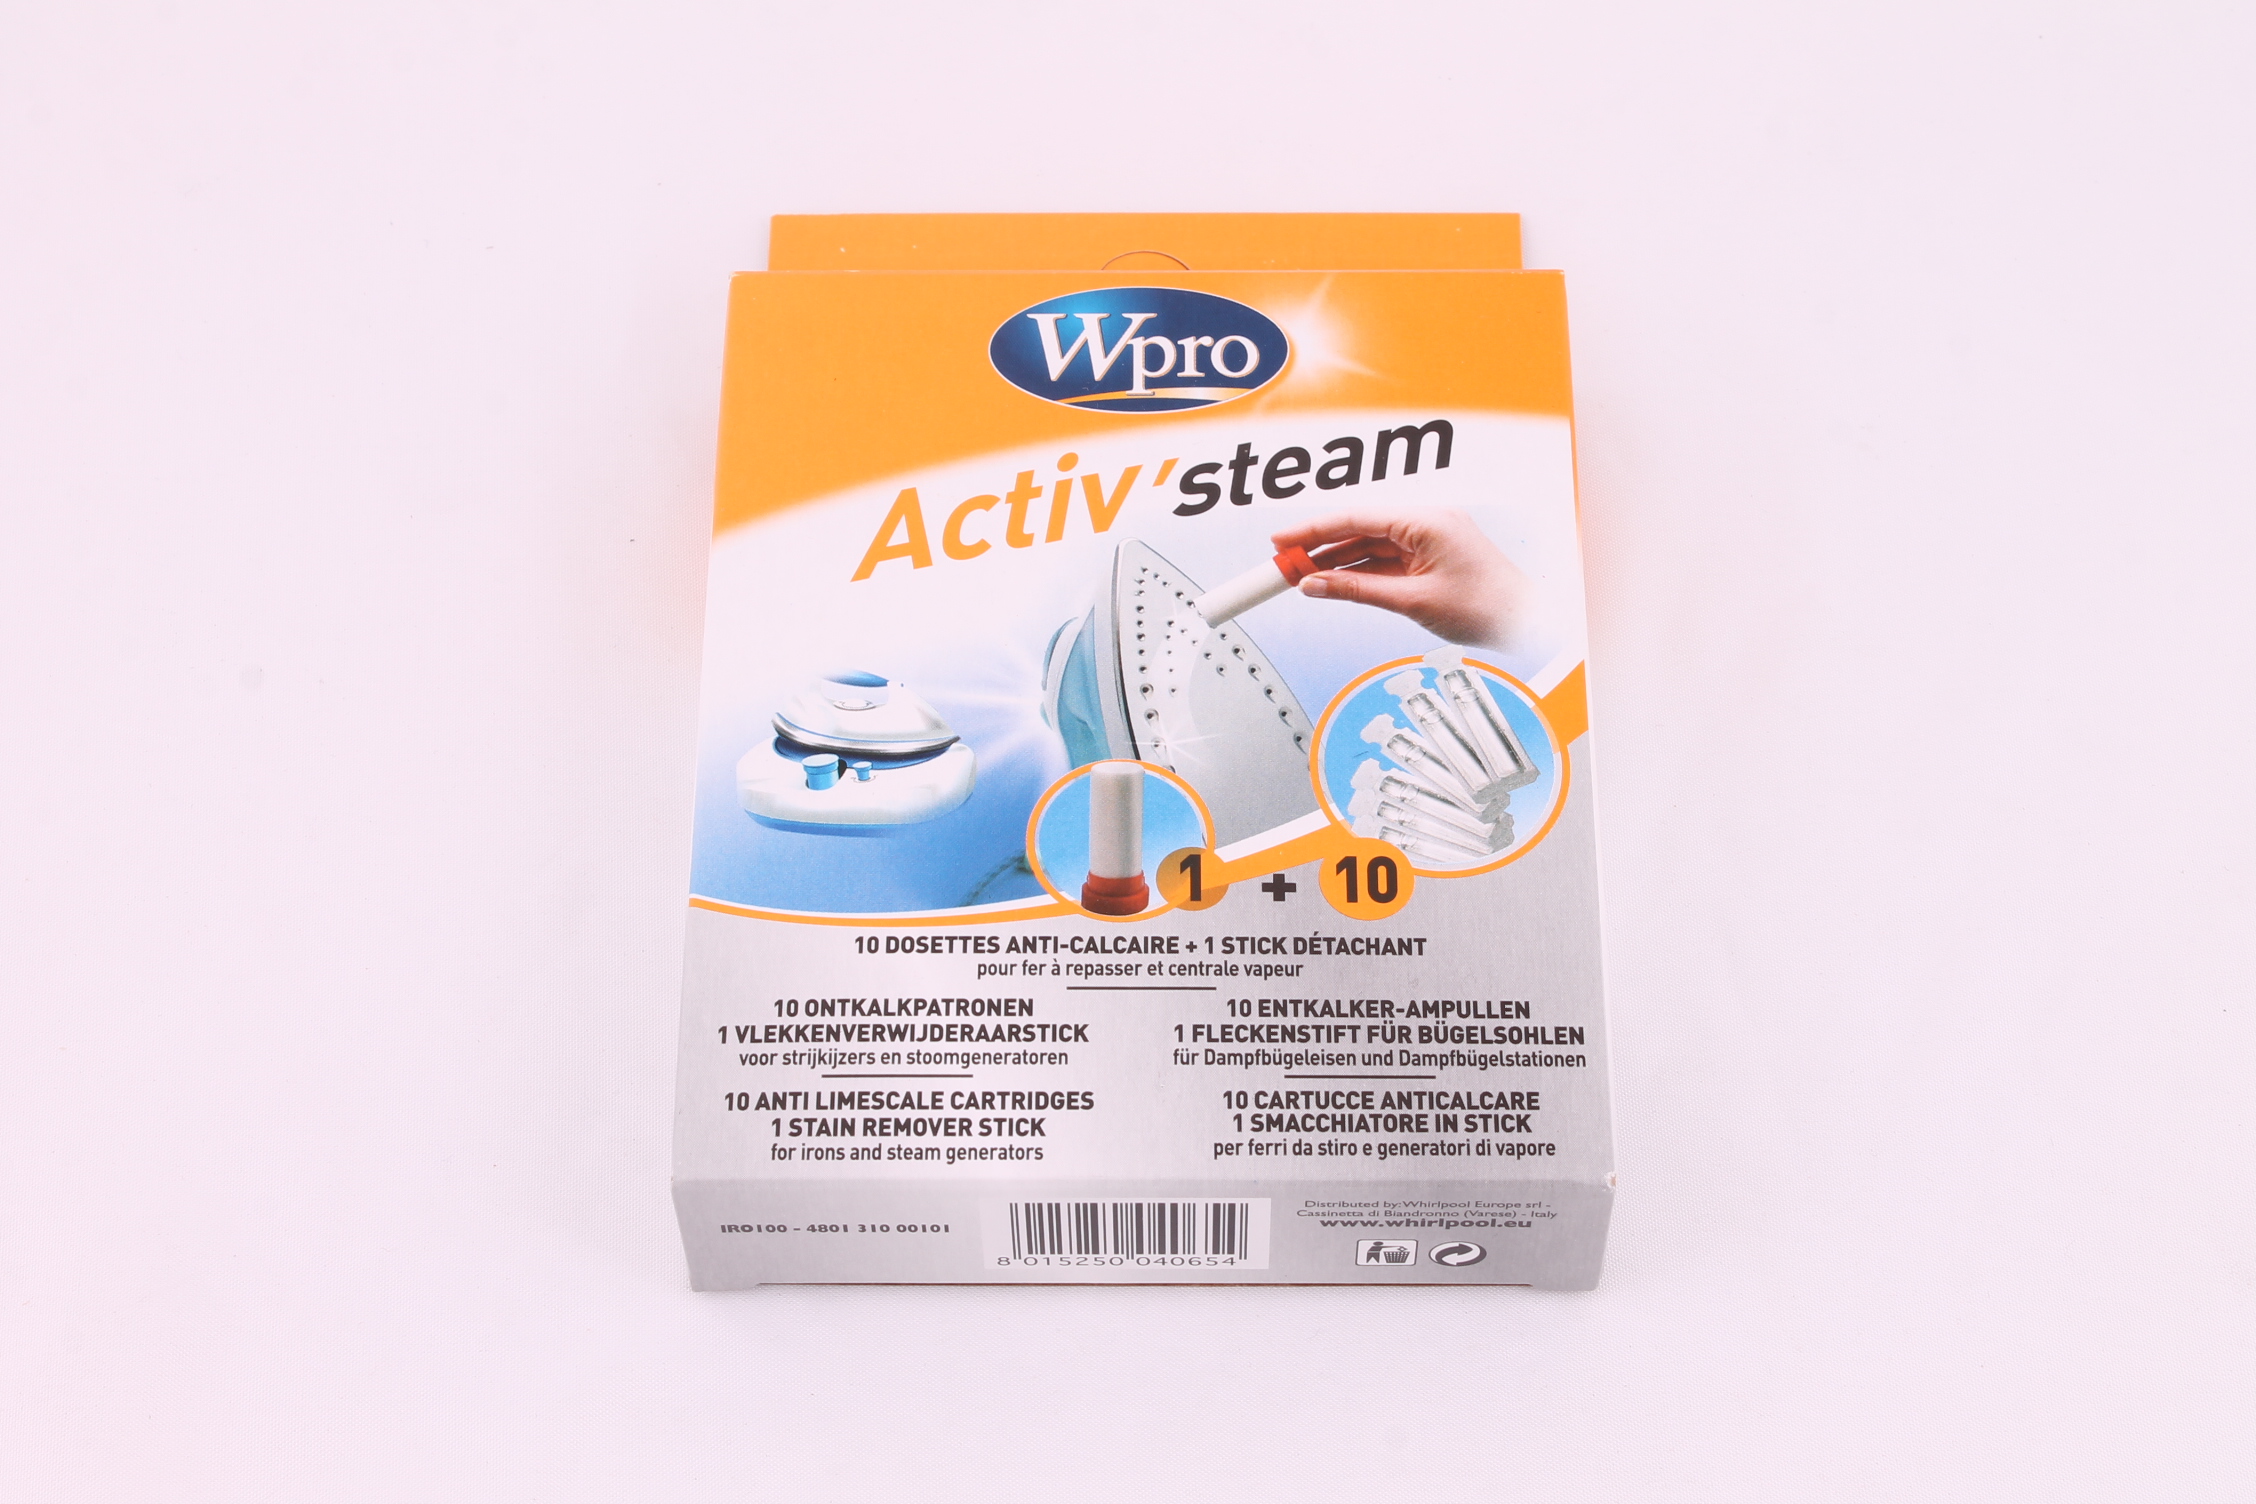 Wpro
Activ'steam
1 + 10
10 DOSETTES ANTI-CALCAIRE + 1 STICK DÉTACHANT
pour fer à repasser et centrale vapeur
10 ONTKALKPATRONEN
1 VLEKKENVERWIJDERAARSTICK
voor strijkijzers en stoomgeneratoren
10 ENTKALKER-AMPULLEN
1 FLECKENSTIFT FÜR BÜGELSOHLEN
für Dampfbügeleisen und Dampfbügelstationen
10 ANTI LIMESCALE CARTRIDGES
1 STAIN REMOVER STICK
for irons and steam generators
10 CARTUCCE ANTICALCARE
1 SMACCHIATORE IN STICK
per ferri da stiro e generatori di vapore
IRO100 - 4801 310 00101
8 015250 040654
Distributed by: Whirlpool Europe srl -
Cassinetta di Biandronno (Varese) - Italy
www.whirlpool.eu